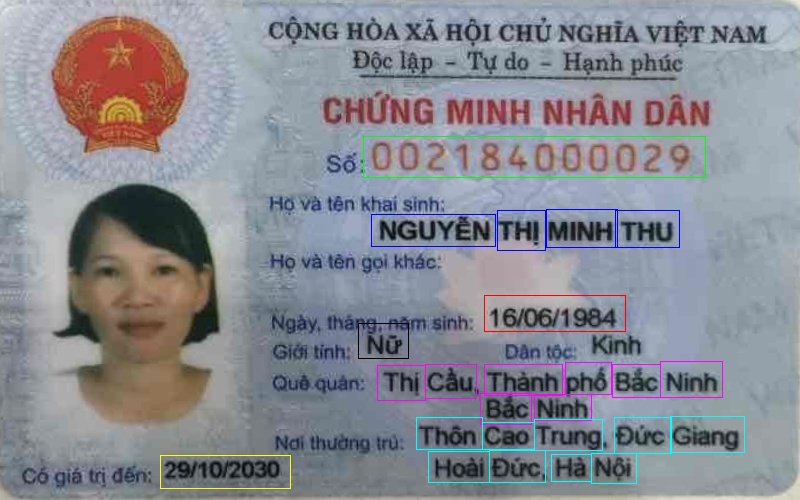 CỘNG HÒA XÃ HỘI CHỦ NGHĨA VIỆT NAM
Độc lập - Tự do - Hạnh phúc
CHỨNG MINH NHÂN DÂN
Số: 002184000029
Họ và tên khai sinh:
NGUYỄN THỊ MINH THU
Họ và tên gọi khác:
Ngày, tháng, năm sinh: 16/06/1984
Giới tính: Nữ Dân tộc: Kinh
Quê quán: Thị Cầu, Thành phố Bắc Ninh
Bắc Ninh
Nơi thường trú: Thôn Cao Trung, Đức Giang
Hoài Đức, Hà Nội
Có giá trị đến: 29/10/2030
VIỆT NAM